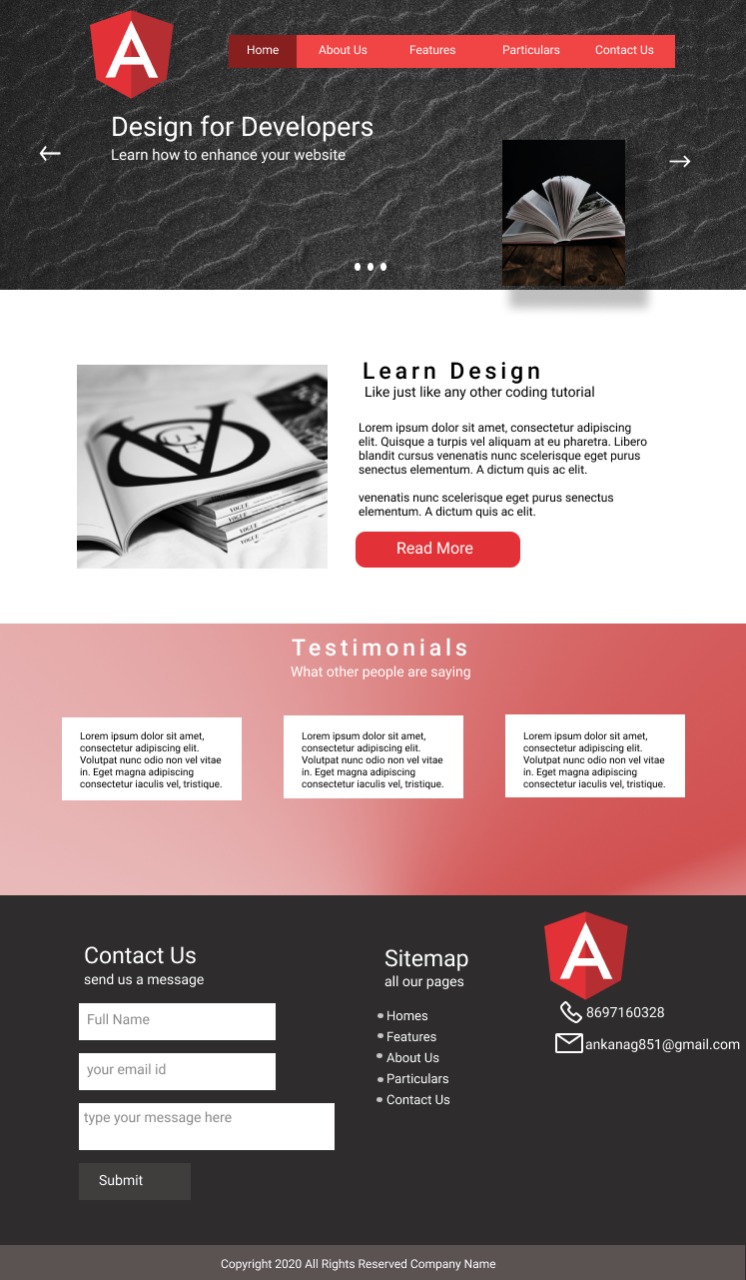 A
Home
About Us
Features
Particulars
Contact Us
Design for Developers
Learn how to enhance your website
Learn Design
Like just like any other coding tutorial
Lorem ipsum dolor sit amet, consectetur adipiscing
elit. Quisque a turpis vel aliquam at eu pharetra. Libero
blandit cursus venenatis nunc scelerisque eget purus
senectus elementum. A dictum quis ac elit.
venenatis nunc scelerisque eget purus senectus
elementum. A dictum quis ac elit.
Read More
VOGUE
VOGUE
VOGUE
VOGUE
Testimonials
What other people are saying
Lorem ipsum dolor sit amet,
consectetur adipiscing elit.
Volutpat nunc odio non vel vitae
in. Eget magna adipiscing
consectetur iaculis vel, tristique.
Lorem ipsum dolor sit amet,
consectetur adipiscing elit.
Volutpat nunc odio non vel vitae
in. Eget magna adipiscing
consectetur iaculis vel, tristique.
Lorem ipsum dolor sit amet,
consectetur adipiscing elit.
Volutpat nunc odio non vel vitae
in. Eget magna adipiscing
consectetur iaculis vel, tristique.
Contact Us
send us a message
Full Name
your email id
type your message here
Submit
Sitemap
all our pages
Homes
Features
About Us
Particulars
Contact Us
A
8697160328
ankanag851@gmail.com
Copyright 2020 All Rights Reserved Company Name